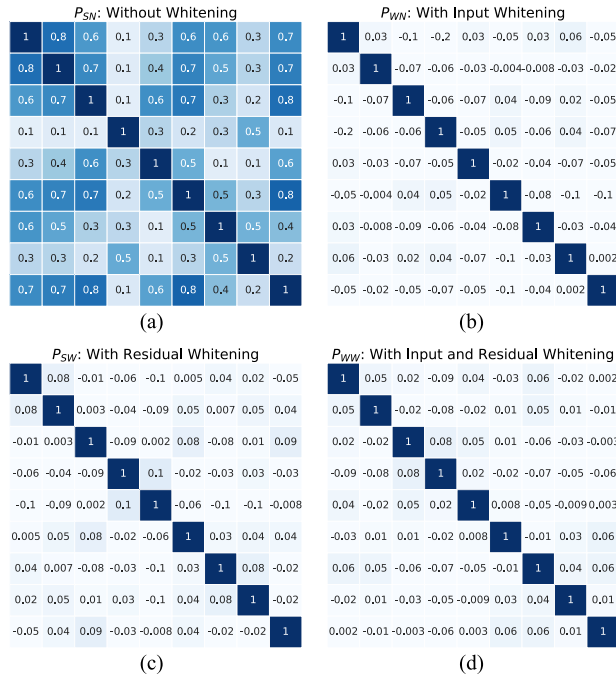 P_SN: Without Whitening
1 0.8 0.6 0.1 0.3 0.6 0.6 0.3 0.7
0.8 1 0.7 0.1 0.4 0.7 0.5 0.3 0.7
0.6 0.7 1 0.1 0.6 0.7 0.3 0.2 0.8
0.1 0.1 0.1 1 0.3 0.2 0.3 0.5 0.1
0.3 0.4 0.6 0.3 1 0.5 0.1 0.1 0.6
0.6 0.7 0.7 0.2 0.5 1 0.5 0.3 0.8
0.6 0.5 0.3 0.3 0.1 0.5 1 0.5 0.4
0.3 0.3 0.2 0.5 0.1 0.3 0.5 1 0.2
0.7 0.7 0.8 0.1 0.6 0.8 0.4 0.2 1
(a)
P_WN: With Input Whitening
1 0.03 -0.1 -0.2 0.03 -0.05 0.03 0.06 -0.05
0.03 1 -0.07 -0.06 -0.03 -0.004 -0.008 -0.03 -0.02
-0.1 -0.07 1 -0.06 -0.07 0.04 -0.09 0.02 -0.05
-0.2 -0.06 -0.06 1 -0.05 0.05 -0.06 0.04 -0.07
0.03 -0.03 -0.07 -0.05 1 -0.02 -0.04 -0.07 -0.05
-0.05 -0.004 0.04 0.05 -0.02 1 -0.08 -0.1 -0.1
0.03 -0.008 -0.09 -0.06 -0.04 -0.08 1 -0.03 -0.04
0.06 -0.03 0.02 0.04 -0.07 -0.1 -0.03 1 0.002
-0.05 -0.02 -0.05 -0.07 -0.05 -0.1 -0.04 0.002 1
(b)
P_SW: With Residual Whitening
1 0.08 -0.01 -0.06 -0.1 0.005 0.04 0.02 -0.05
0.08 1 0.003 -0.04 -0.09 0.05 0.007 0.05 0.04
-0.01 0.003 1 -0.09 0.002 0.08 -0.08 0.01 0.09
-0.06 -0.04 -0.09 1 0.1 -0.02 -0.03 0.03 -0.03
-0.1 -0.09 0.002 0.1 1 -0.06 -0.1 -0.1 -0.008
0.005 0.05 0.08 -0.02 -0.06 1 0.03 0.04 0.04
0.04 0.007 -0.08 -0.03 -0.1 0.03 1 0.08 -0.02
0.02 0.05 0.01 0.03 -0.1 0.04 0.08 1 -0.02
-0.05 0.04 0.09 -0.03 -0.008 0.04 -0.02 -0.02 1
(c)
P_WW: With Input and Residual Whitening
1 0.05 0.02 -0.09 0.04 -0.03 0.06 -0.02 0.002
0.05 1 -0.02 -0.08 -0.02 0.01 0.05 0.01 -0.01
0.02 -0.02 1 0.08 0.05 0.01 -0.06 -0.03 -0.003
-0.09 -0.08 0.08 1 0.02 -0.02 -0.07 -0.05 -0.06
0.04 -0.02 0.05 0.02 1 0.008 -0.05 -0.009 0.003
-0.03 0.01 0.01 -0.02 0.008 1 -0.01 0.03 0.06
0.06 0.05 -0.06 -0.07 -0.05 -0.01 1 0.04 0.06
-0.02 0.01 -0.03 -0.05 -0.009 0.03 0.04 1 0.01
0.002 -0.01 -0.003 -0.06 0.003 0.06 0.06 0.01 1
(d)